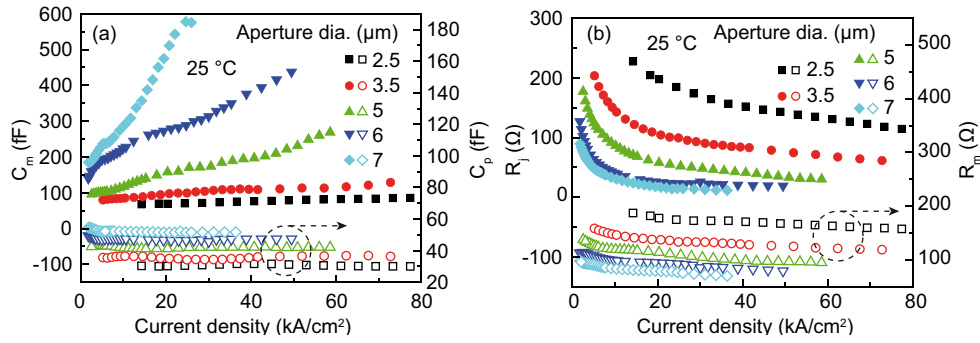 (a)
Aperture dia. (µm)
25 °C
2.5
3.5
5
6
7
600
500
400
300
200
100
0
-100
C_m (fF)
180
160
140
120
100
80
60
40
20
C_p (fF)
0 20 40 60 80
Current density (kA/cm²)
(b)
Aperture dia. (µm)
25 °C
2.5
3.5
5
6
7
300
200
100
0
-100
R_j (Ω)
500
400
300
200
100
R_m (Ω)
0 20 40 60 80
Current density (kA/cm²)